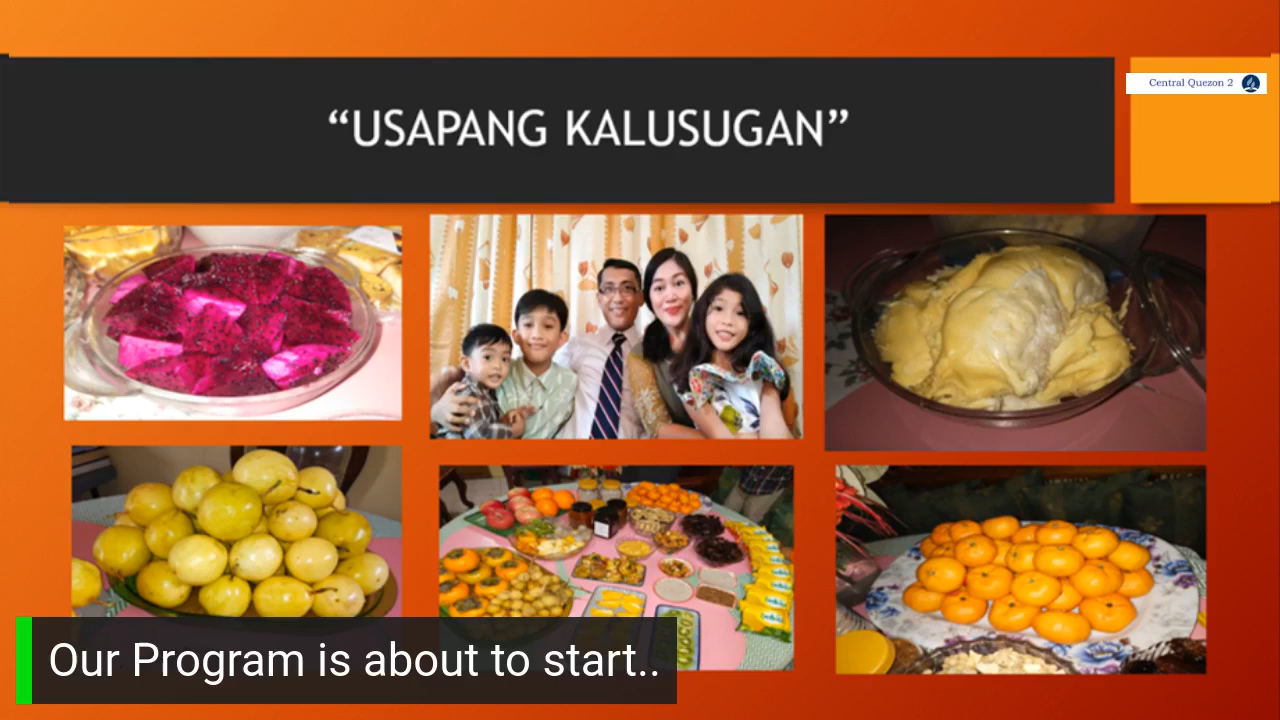 “USAPANG KALUSUGAN”
Central Quezon 2
Our Program is about to start..